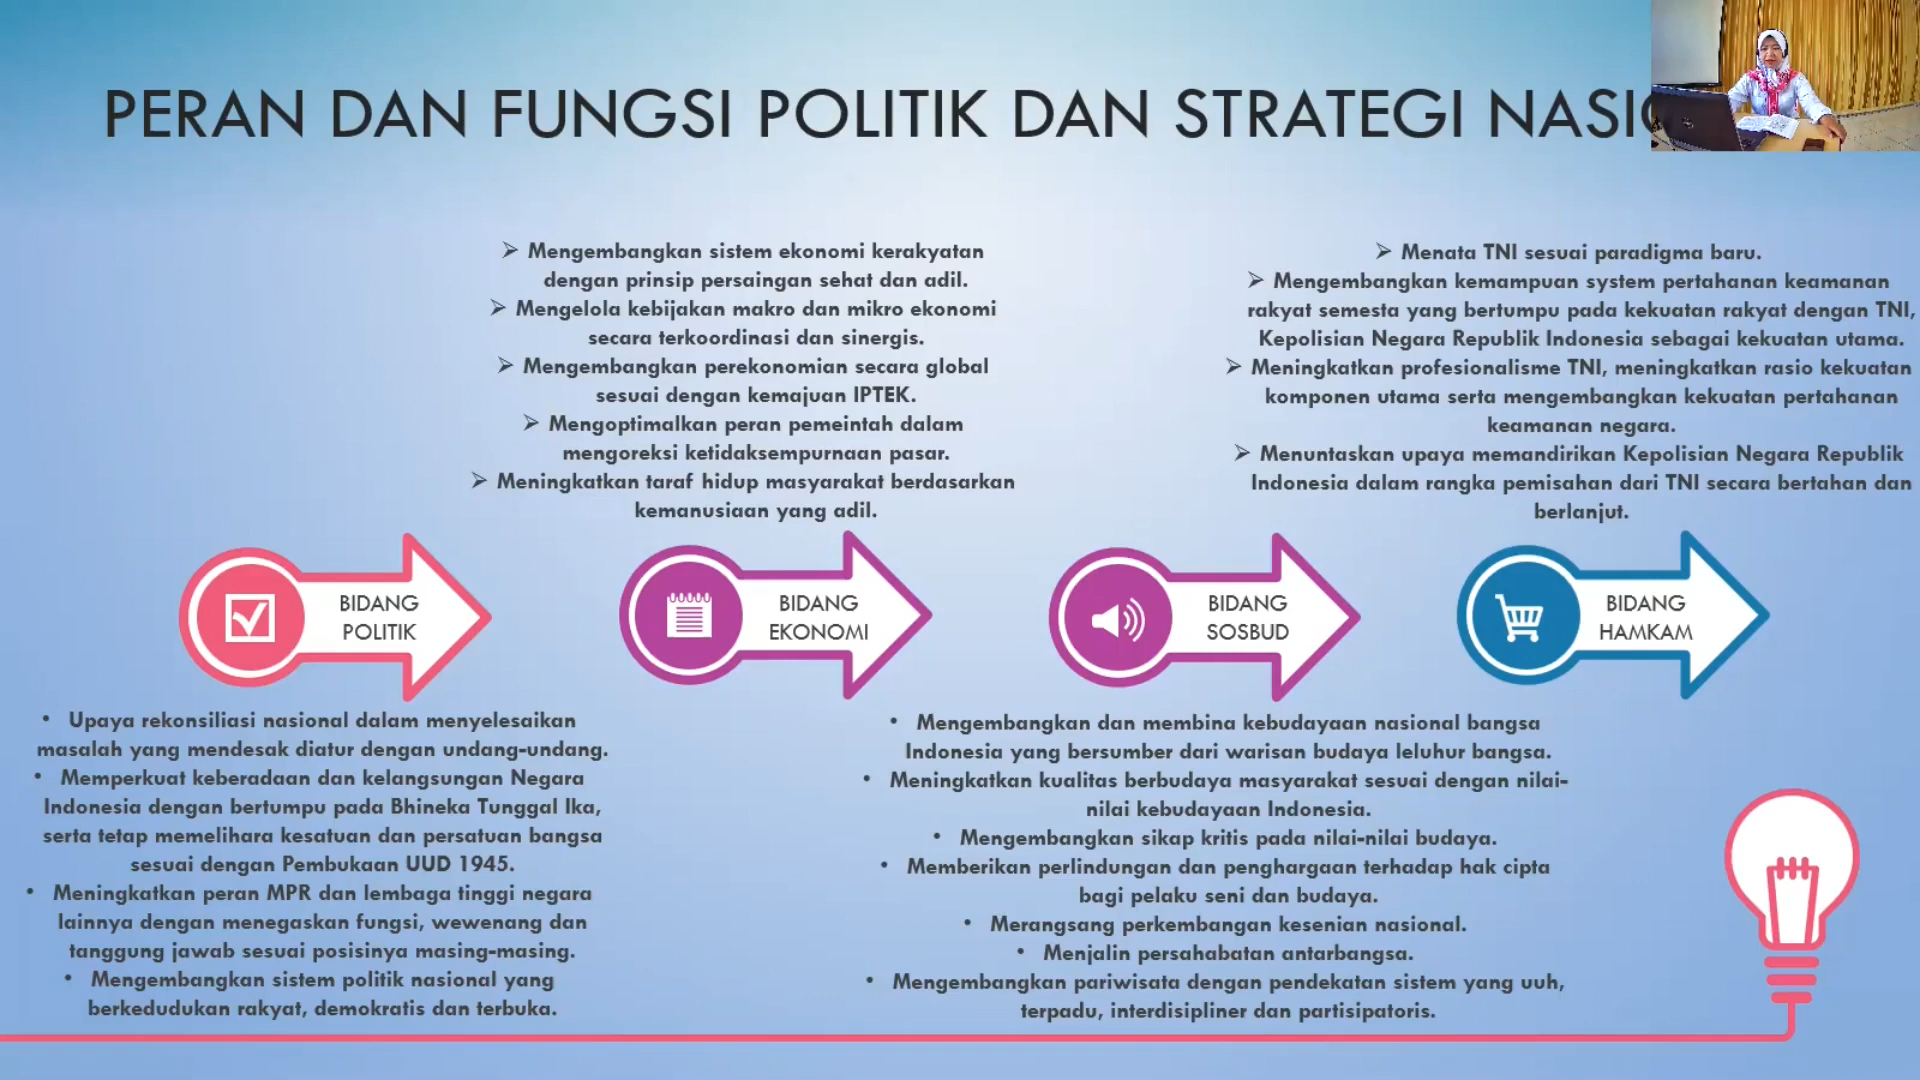 PERAN DAN FUNGSI POLITIK DAN STRATEGI
➢ Mengembangkan sistem ekonomi kerakyatan
dengan prinsip persaingan sehat dan adil.
➢ Mengelola kebijakan makro dan mikro ekonomi
secara terkoordinasi dan sinergis.
➢ Mengembangkan perekonomian secara global
sesuai dengan kemajuan IPTEK.
➢ Mengoptimalkan peran pemeintah dalam
mengoreksi ketidaksempurnaan pasar.
➢ Meningkatkan taraf hidup masyarakat berdasarkan
kemanusiaan yang adil.
➢ Menata TNI sesuai paradigma baru.
➢ Mengembangkan kemampuan system pertahanan keamanan
rakyat semesta yang bertumpu pada kekuatan rakyat dengan TNI,
Kepolisian Negara Republik Indonesia sebagai kekuatan utama.
➢ Meningkatkan profesionalisme TNI, meningkatkan rasio kekuatan
komponen utama serta mengembangkan kekuatan pertahanan
keamanan negara.
➢ Menuntaskan upaya memandirikan Kepolisian Negara Republik
Indonesia dalam rangka pemisahan dari TNI secara bertahan dan
berlanjut.
BIDANG
POLITIK
BIDANG
EKONOMI
BIDANG
SOSBUD
BIDANG
HAMKAM
• Upaya rekonsiliasi nasional dalam menyelesaikan
masalah yang mendesak diatur dengan undang-undang.
• Memperkuat keberadaan dan kelangsungan Negara
Indonesia dengan bertumpu pada Bhineka Tunggal Ika,
serta tetap memelihara kesatuan dan persatuan bangsa
sesuai dengan Pembukaan UUD 1945.
• Meningkatkan peran MPR dan lembaga tinggi negara
lainnya dengan menegaskan fungsi, wewenang dan
tanggung jawab sesuai posisinya masing-masing.
• Mengembangkan sistem politik nasional yang
berkedudukan rakyat, demokratis dan terbuka.
• Mengembangkan dan membina kebudayaan nasional bangsa
Indonesia yang bersumber dari warisan budaya leluhur bangsa.
• Meningkatkan kualitas berbudaya masyarakat sesuai dengan nilai-
nilai kebudayaan Indonesia.
• Mengembangkan sikap kritis pada nilai-nilai budaya.
• Memberikan perlindungan dan penghargaan terhadap hak cipta
bagi pelaku seni dan budaya.
• Merangsang perkembangan kesenian nasional.
• Menjalin persahabatan antarbangsa.
• Mengembangkan pariwisata dengan pendekatan sistem yang uuh,
terpadu, interdisipliner dan partisipatoris.